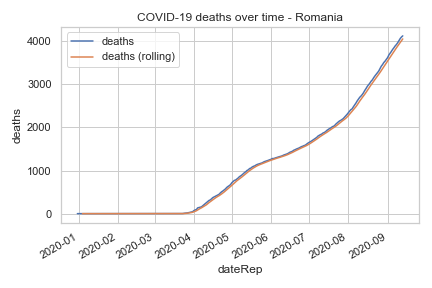 COVID-19 deaths over time - Romania
deaths
deaths (rolling)
4000
3000
2000
1000
0
deaths
2020-01
2020-02
2020-03
2020-04
2020-05
2020-06
2020-07
2020-08
2020-09
dateRep